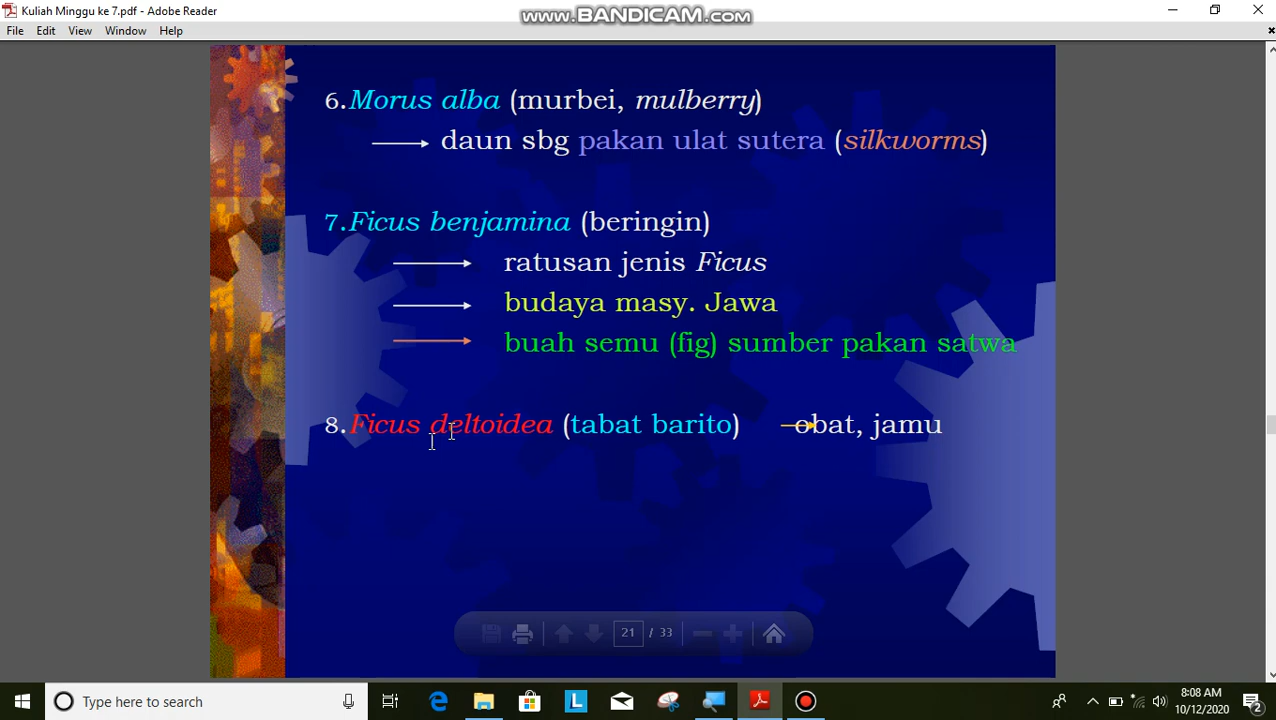 Kuliah Minggu ke 7.pdf - Adobe Reader
www.BANDICAM.com
File Edit View Window Help
6.Morus alba (murbei, mulberry)
daun sbg pakan ulat sutera (silkworms)
7.Ficus benjamina (beringin)
ratusan jenis Ficus
budaya masy. Jawa
buah semu (fig) sumber pakan satwa
8.Ficus deltoidea (tabat barito) obat, jamu
21 / 33
Type here to search
8:08 AM
10/12/2020
2